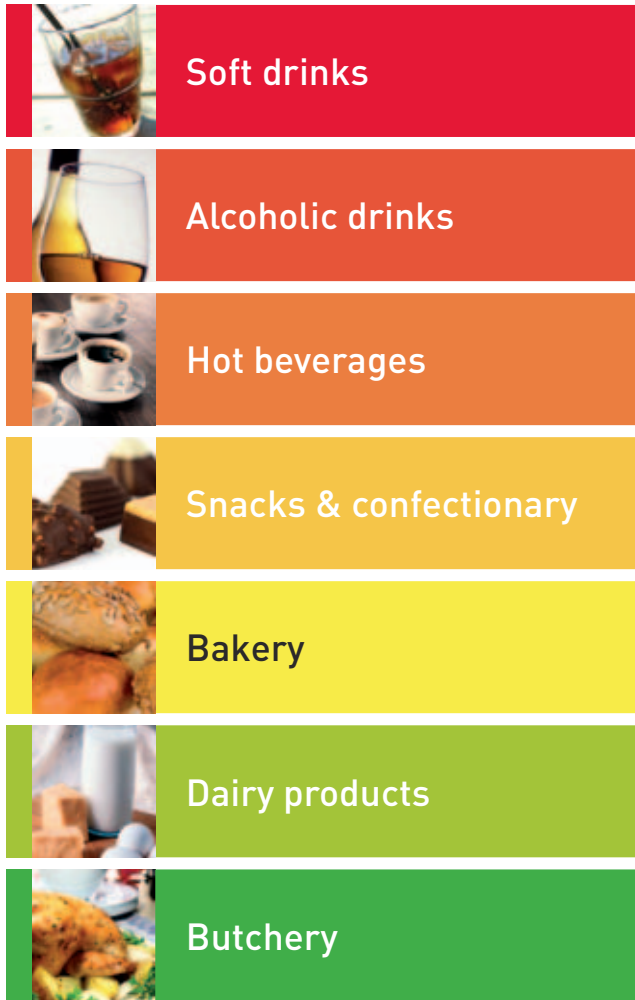 Soft drinks
Alcoholic drinks
Hot beverages
Snacks & confectionary
Bakery
Dairy products
Butchery